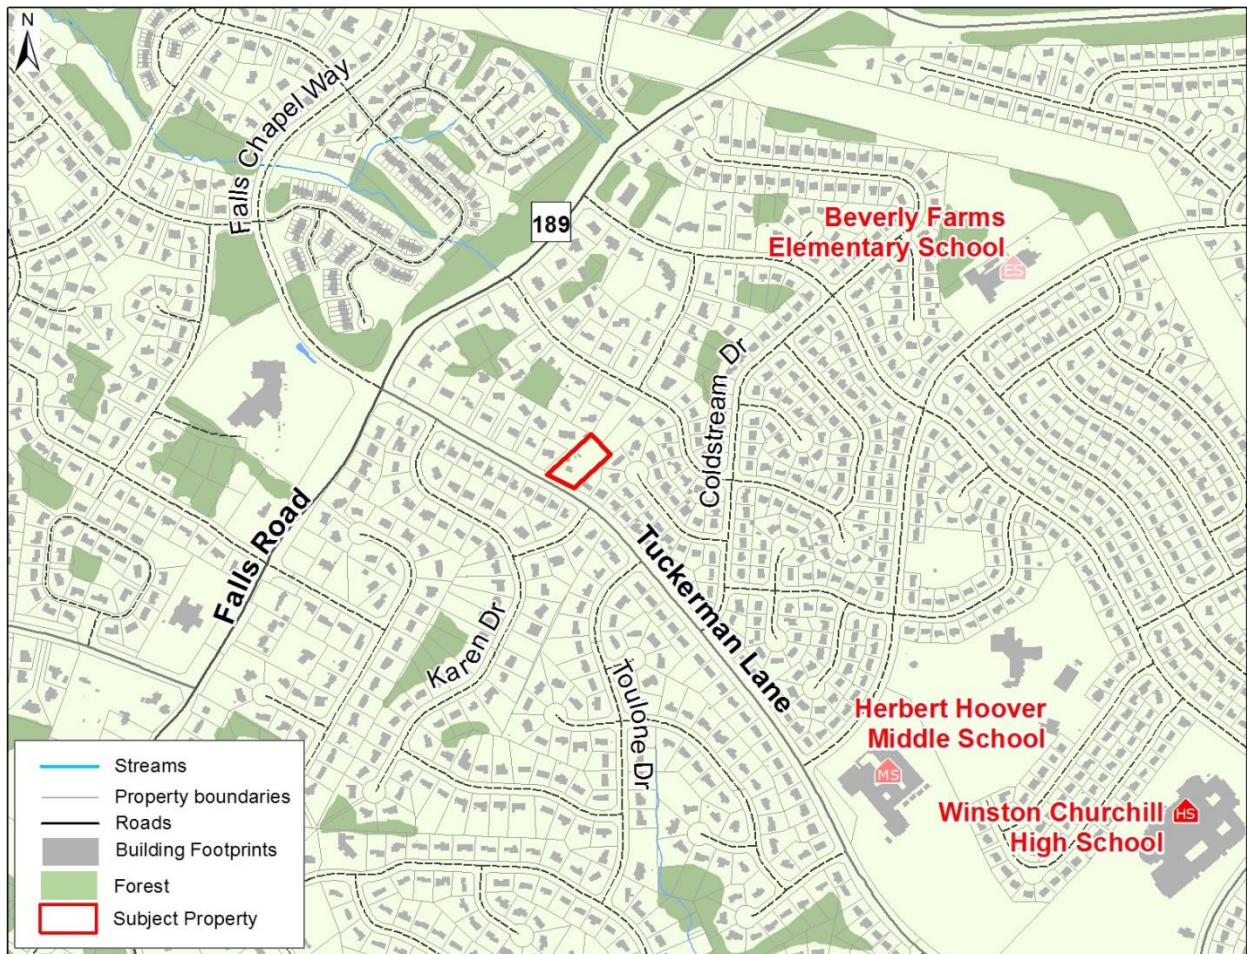 N
Falls Chapel Way
189
Beverly Farms
Elementary School
ES
Coldstream Dr
Falls Road
Tuckerman Lane
Karen Dr
Toulone Dr
Herbert Hoover
Middle School
MS
Winston Churchill
High School
HS
Streams
Property boundaries
Roads
Building Footprints
Forest
Subject Property